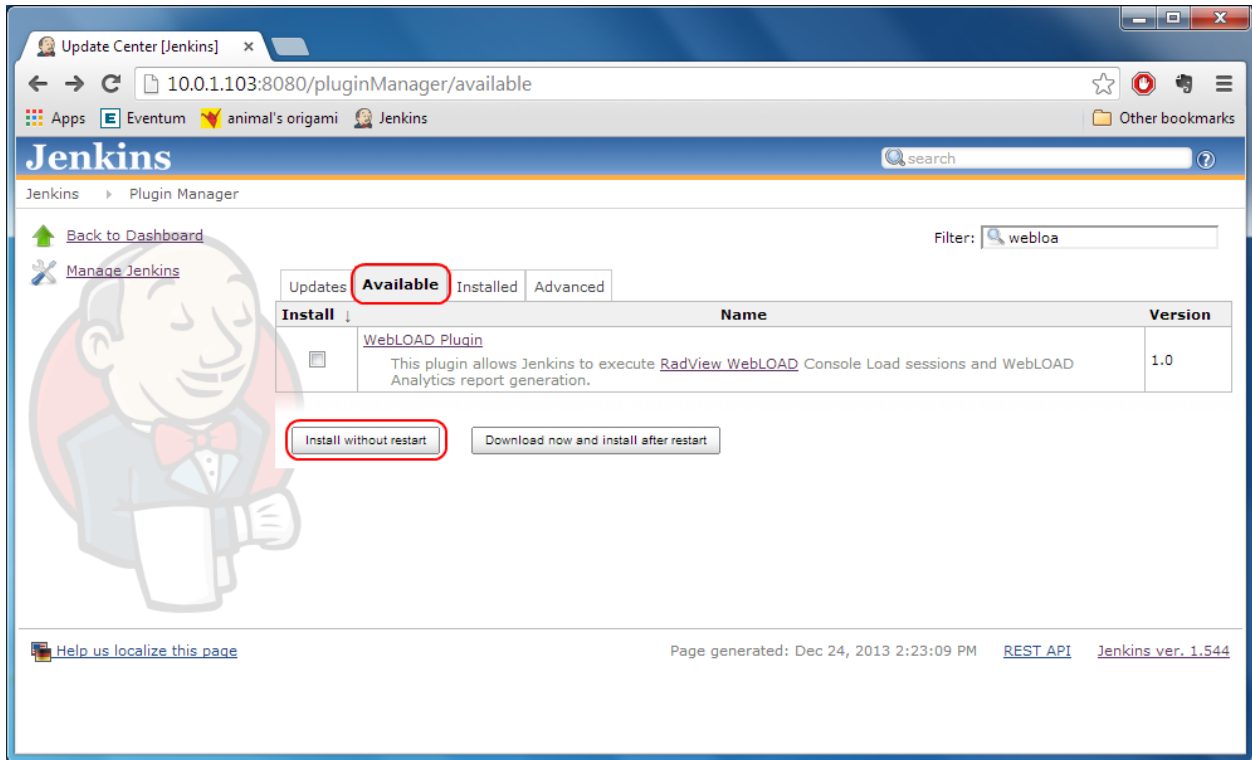 Update Center [Jenkins]
10.0.1.103:8080/pluginManager/available
Apps Eventum animal's origami Jenkins Other bookmarks
Jenkins search
Jenkins Plugin Manager
Back to Dashboard Filter: webloa
Manage Jenkins
Updates Available Installed Advanced
Install ↓ Name Version
WebLOAD Plugin
This plugin allows Jenkins to execute RadView WebLOAD Console Load sessions and WebLOAD 1.0
Analytics report generation.
Install without restart Download now and install after restart
Help us localize this page Page generated: Dec 24, 2013 2:23:09 PM REST API Jenkins ver. 1.544